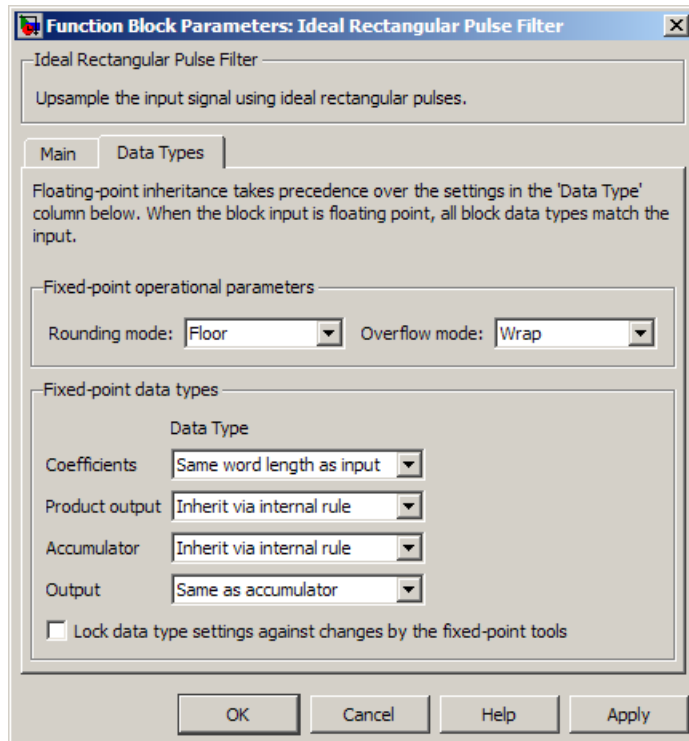 Function Block Parameters: Ideal Rectangular Pulse Filter
Ideal Rectangular Pulse Filter
Upsample the input signal using ideal rectangular pulses.
Main Data Types
Floating-point inheritance takes precedence over the settings in the 'Data Type'
column below. When the block input is floating point, all block data types match the
input.
Fixed-point operational parameters
Rounding mode: Floor Overflow mode: Wrap
Fixed-point data types
Data Type
Coefficients Same word length as input
Product output Inherit via internal rule
Accumulator Inherit via internal rule
Output Same as accumulator
Lock data type settings against changes by the fixed-point tools
OK Cancel Help Apply